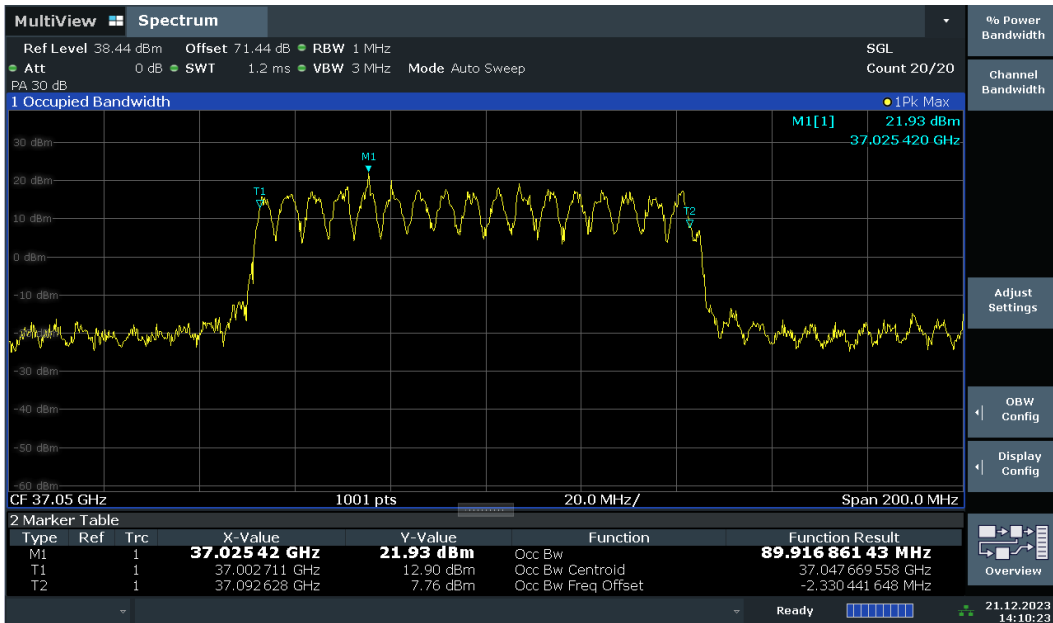 MultiView Spectrum
Ref Level 38.44 dBm Offset 71.44 dB RBW 1 MHz SGL
Att 0 dB SWT 1.2 ms VBW 3 MHz Mode Auto Sweep Count 20/20
PA 30 dB
1 Occupied Bandwidth 1Pk Max
M1[1] 21.93 dBm
37.025 420 GHz
30 dBm
M1
20 dBm
T1
T2
10 dBm
0 dBm
-10 dBm
-30 dBm
-40 dBm
-50 dBm
-60 dBm
CF 37.05 GHz 1001 pts 20.0 MHz/ Span 200.0 MHz
2 Marker Table
Type Ref Trc X-Value Y-Value Function Function Result
M1 1 37.025 42 GHz 21.93 dBm Occ Bw 89.916 861 43 MHz
T1 1 37.002 711 GHz 12.90 dBm Occ Bw Centroid 37.047 669 558 GHz
T2 1 37.092 628 GHz 7.76 dBm Occ Bw Freq Offset -2.330 441 648 MHz
Ready 21.12.2023
14:10:23
% Power
Bandwidth
Channel
Bandwidth
Adjust
Settings
OBW
Config
Display
Config
Overview